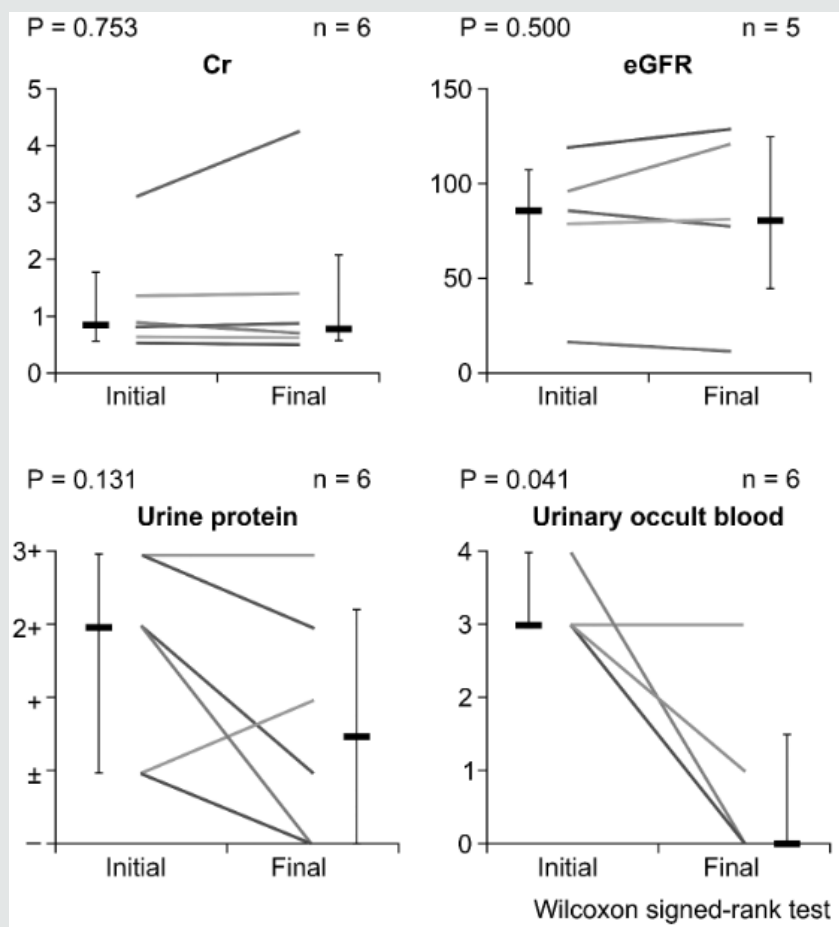 P = 0.753 n = 6
Cr
5
4
3
2
1
0
Initial Final
P = 0.500 n = 5
eGFR
150
100
50
0
Initial Final
P = 0.131 n = 6
Urine protein
3+
2+
+
±
–
Initial Final
P = 0.041 n = 6
Urinary occult blood
4
3
2
1
0
Initial Final
Wilcoxon signed-rank test